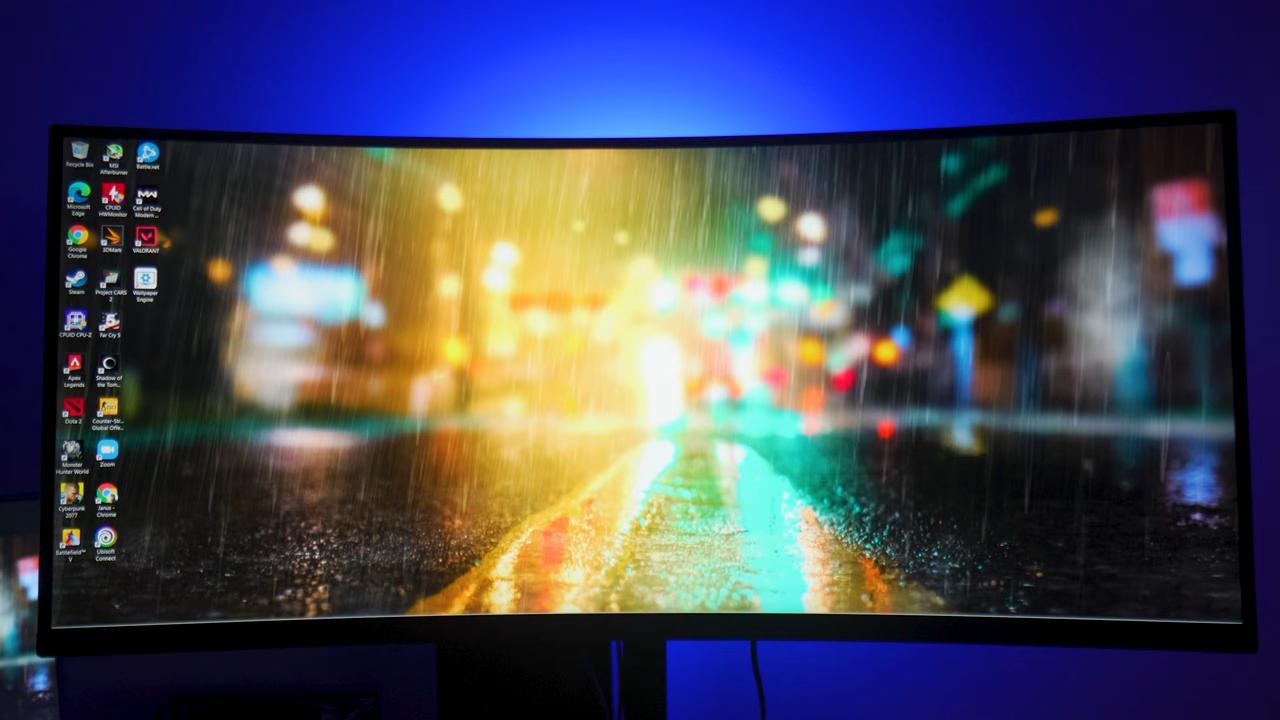 Recycle Bin
MSI
Afterburner
Battle.net
Microsoft
Edge
CPUID
HWMonitor
Call of Duty
Modern ...
Google
Chrome
3DMark
VALORANT
Steam
Project CARS
2
Wallpaper
Engine
CPUID CPU-Z
Far Cry 5
Apex
Legends
Shadow of
the Tom...
Dota 2
Counter-Str...
Global Offe...
Monster
Hunter World
Zoom
Cyberpunk
2077
Janus -
Chrome
Battlefield™
V
Ubisoft
Connect